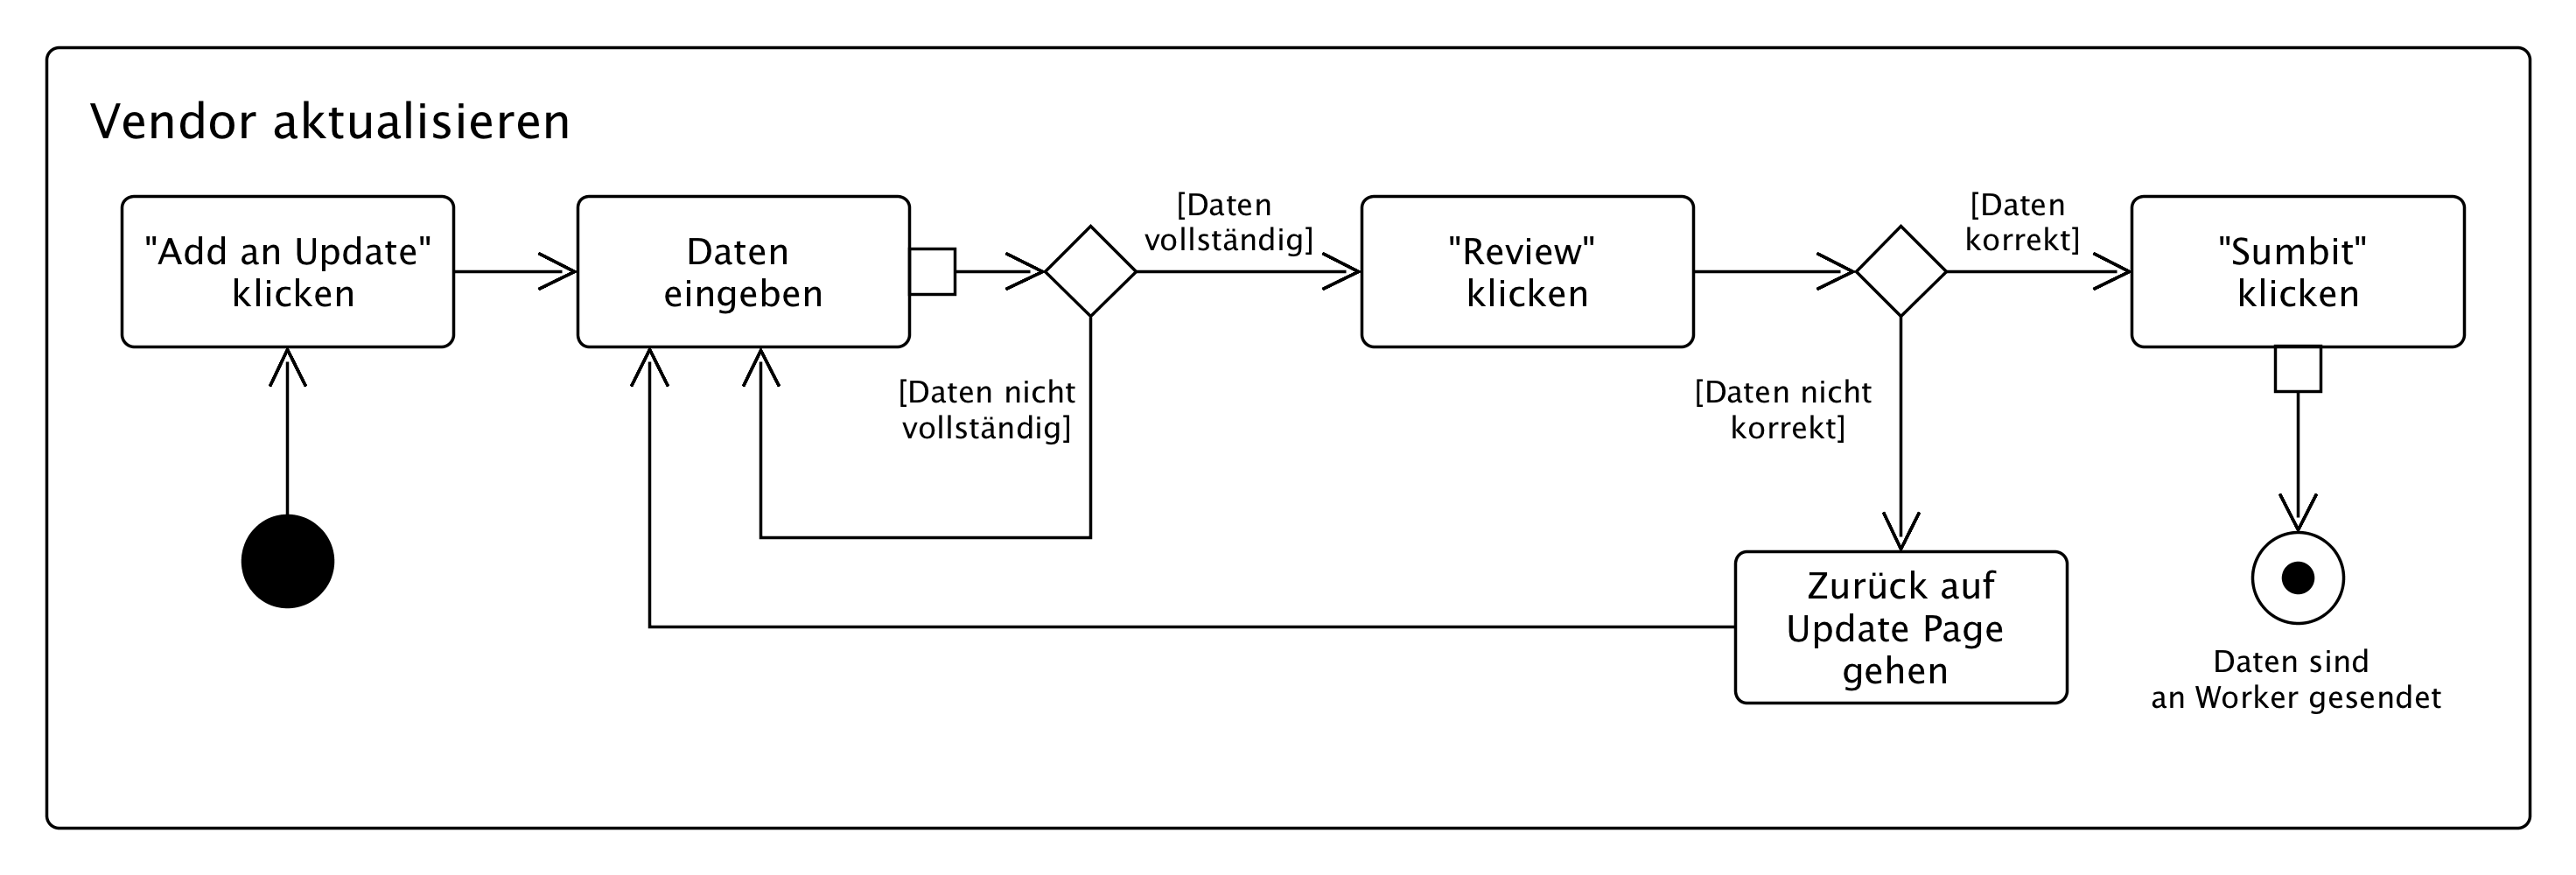 Vendor aktualisieren
"Add an Update"
klicken
Daten
eingeben
[Daten
vollständig]
[Daten nicht
vollständig]
"Review"
klicken
[Daten
korrekt]
[Daten nicht
korrekt]
"Sumbit"
klicken
Zurück auf
Update Page
gehen
Daten sind
an Worker gesendet